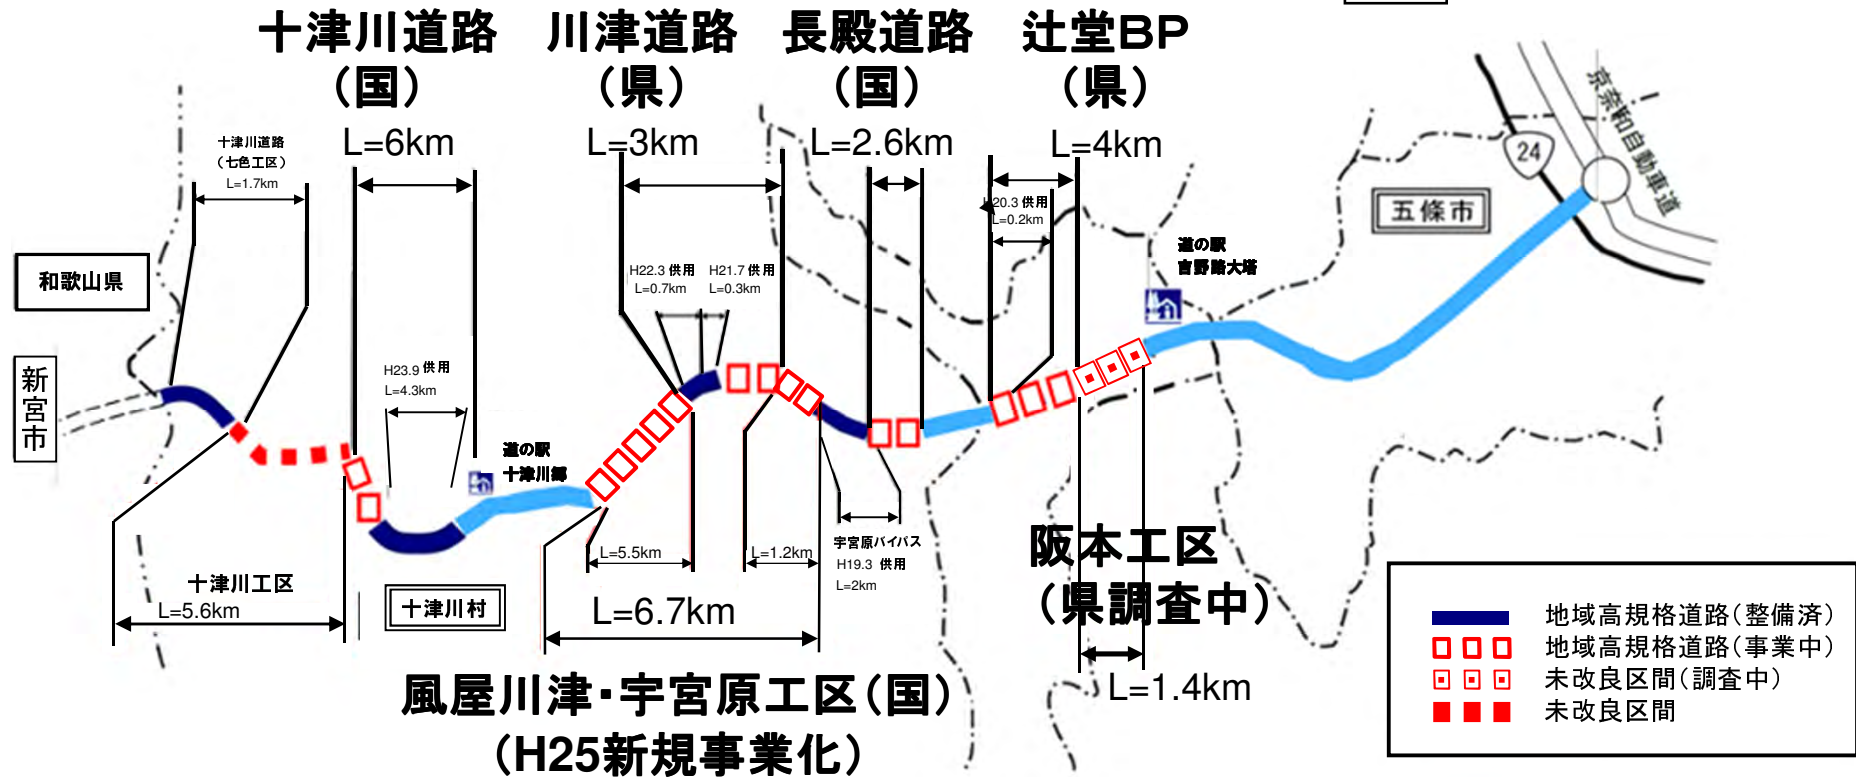 十津川道路
（国）
L=6km
川津道路
（県）
L=3km
長殿道路
（国）
L=2.6km
辻堂BP
（県）
L=4km
十津川道路
（七色工区）
L=1.7km
京奈和自動車道
24
五條市
20.3 供用
L=0.2km
道の駅
吉野路大塔
和歌山県
H22.3 供用
L=0.7km
H21.7 供用
L=0.3km
新宮市
H23.9 供用
L=4.3km
道の駅
十津川郷
十津川工区
L=5.6km
十津川村
L=5.5km
L=1.2km
宇宮原バイパス
H19.3 供用
L=2km
L=6.7km
風屋川津・宇宮原工区（国）
（H25新規事業化）
阪本工区
（県調査中）
L=1.4km
地域高規格道路（整備済）
地域高規格道路（事業中）
未改良区間（調査中）
未改良区間